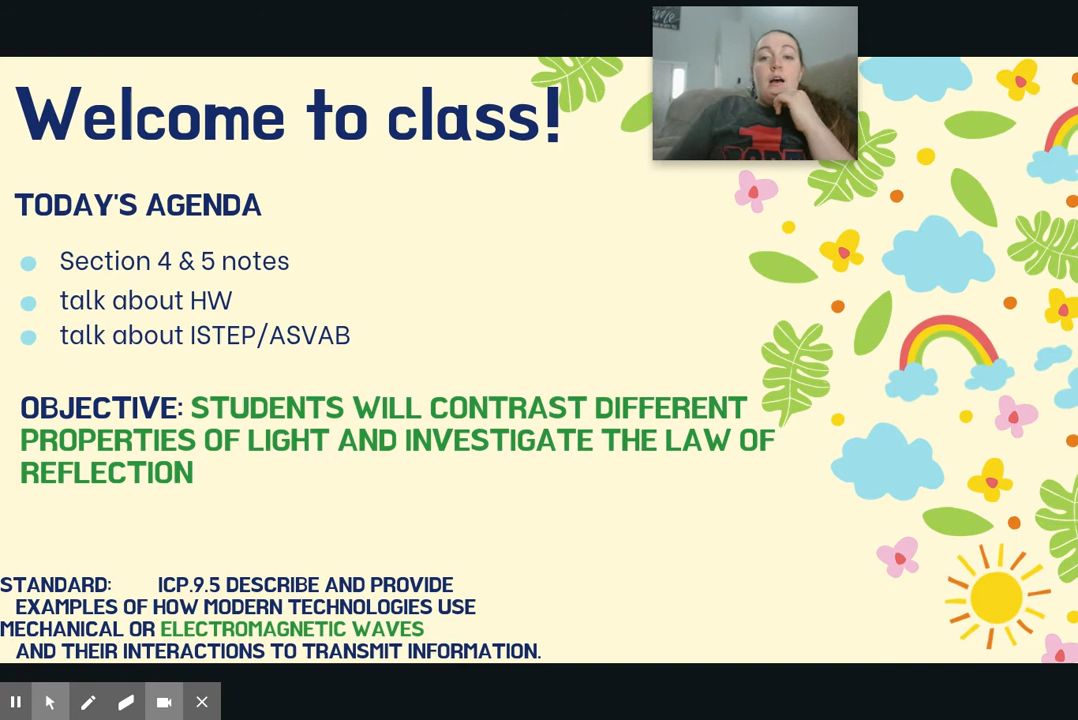 Welcome to class!
TODAY'S AGENDA
Section 4 & 5 notes
talk about HW
talk about ISTEP/ASVAB
OBJECTIVE: STUDENTS WILL CONTRAST DIFFERENT
PROPERTIES OF LIGHT AND INVESTIGATE THE LAW OF
REFLECTION
STANDARD: ICP.9.5 DESCRIBE AND PROVIDE
EXAMPLES OF HOW MODERN TECHNOLOGIES USE
MECHANICAL OR ELECTROMAGNETIC WAVES
AND THEIR INTERACTIONS TO TRANSMIT INFORMATION.